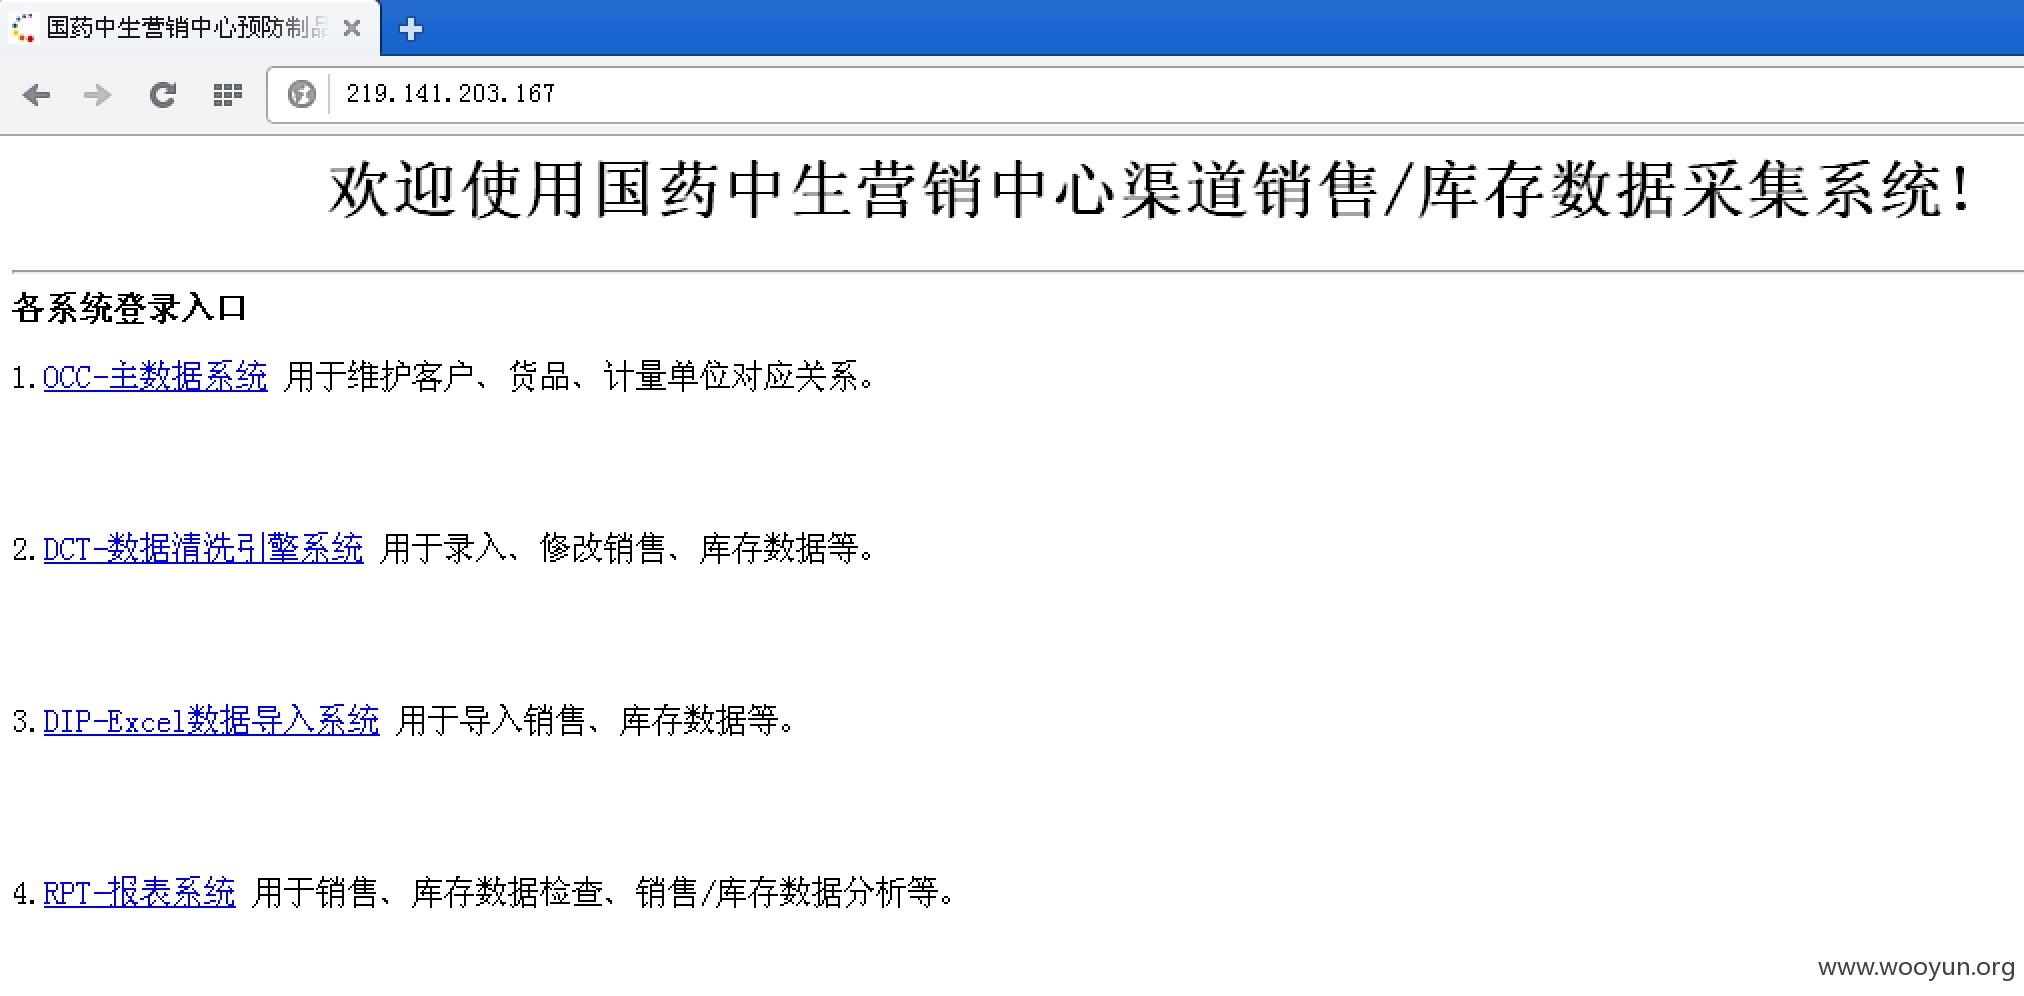 国药中生营销中心预防制品
219.141.203.167
欢迎使用国药中生营销中心渠道销售/库存数据采集系统!
各系统登录入口
1.OCC-主数据系统 用于维护客户、货品、计量单位对应关系。
2.DCT-数据清洗引擎系统 用于录入、修改销售、库存数据等。
3.DIP-Excel数据导入系统 用于导入销售、库存数据等。
4.RPT-报表系统 用于销售、库存数据检查、销售/库存数据分析等。
www.wooyun.org